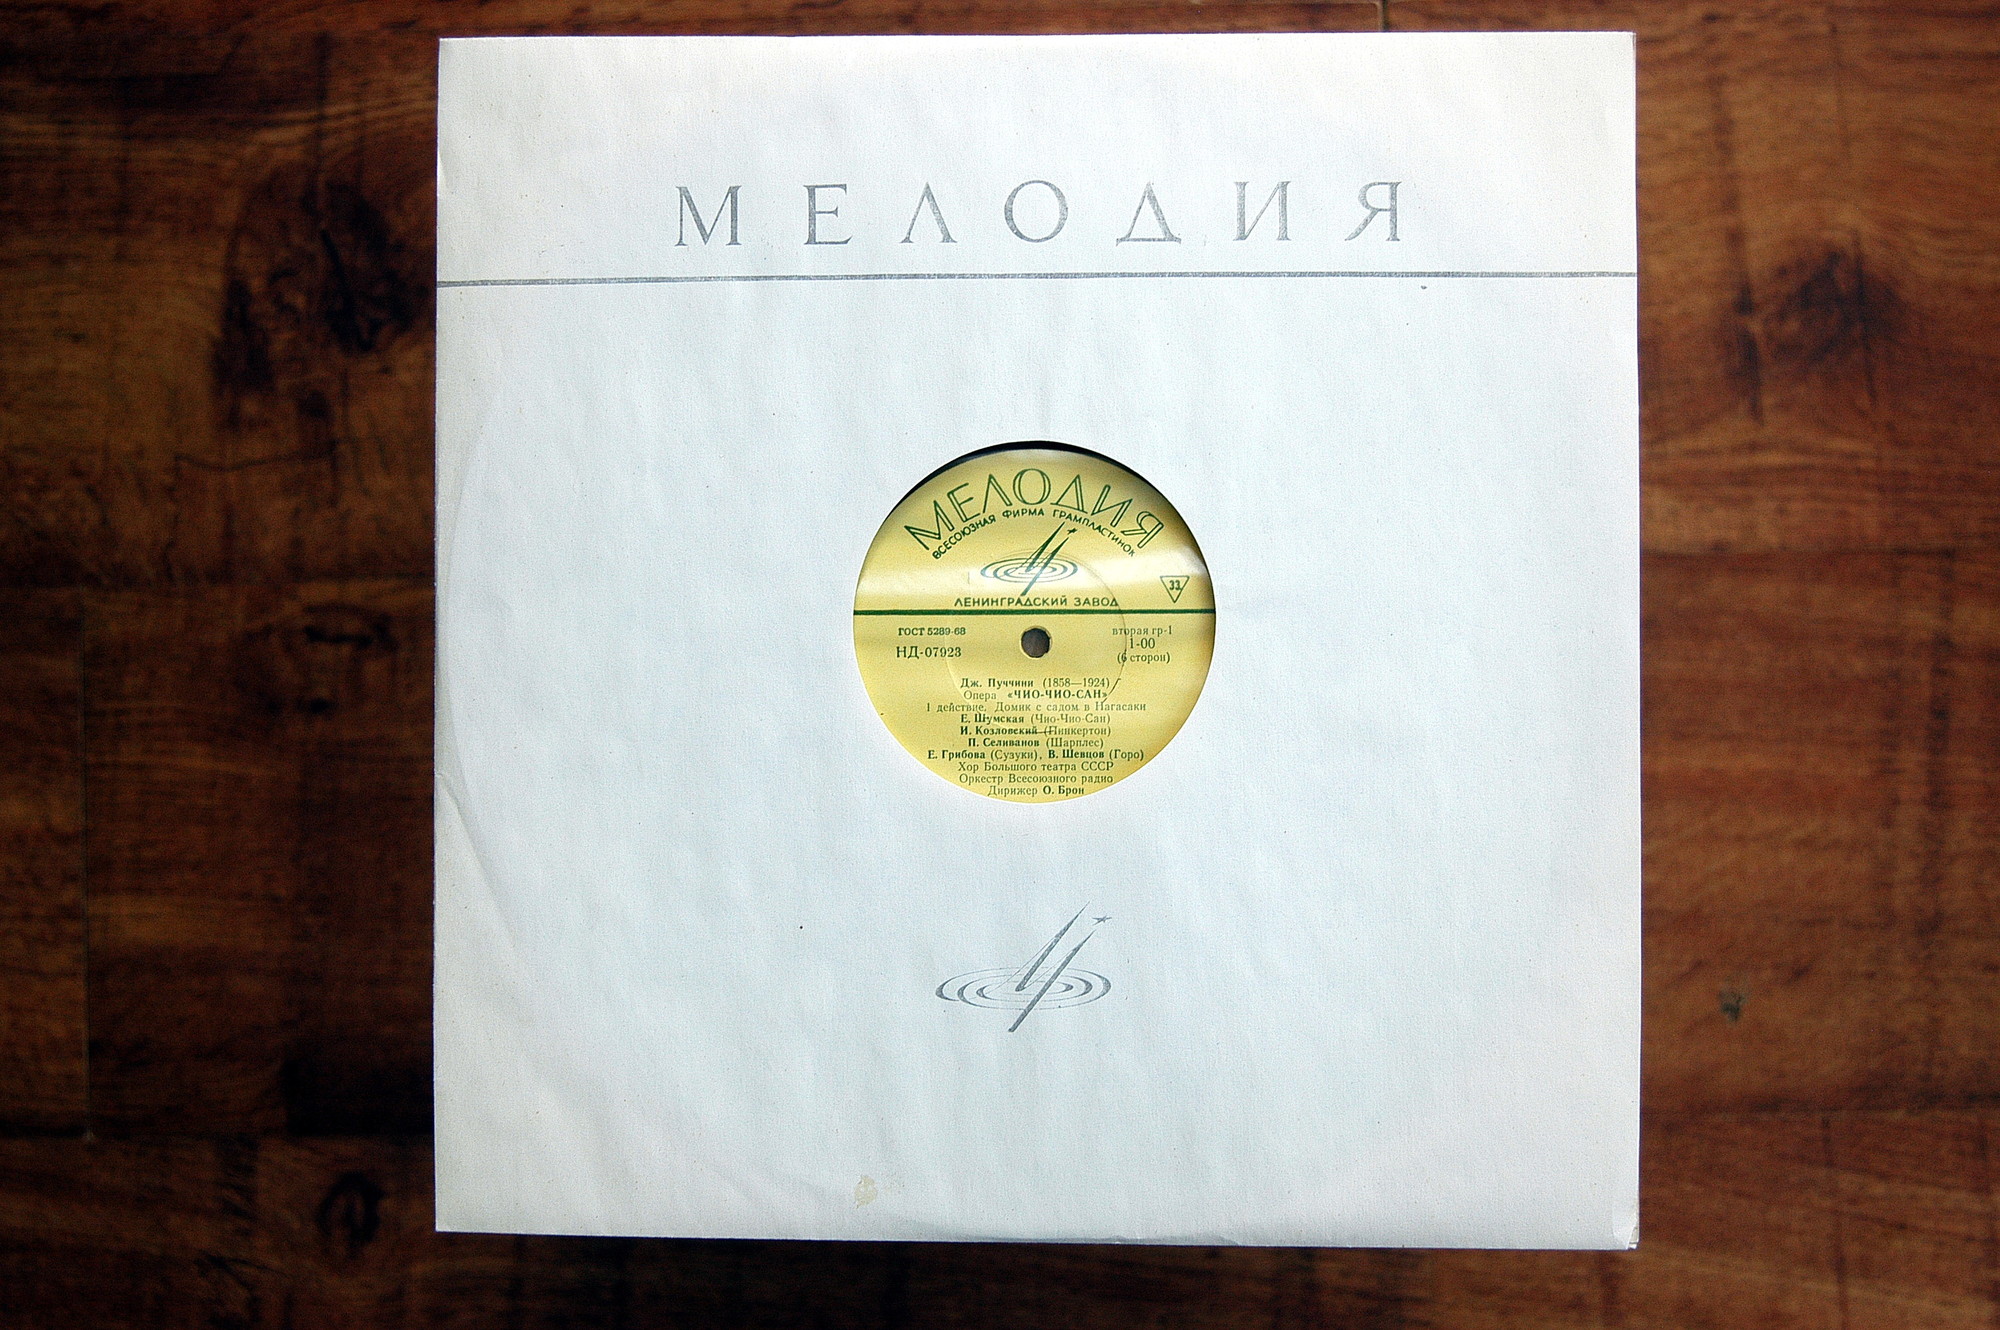 МЕЛОДИЯ
МЕЛОДИЯ
ВСЕСОЮЗНАЯ ФИРМА ГРАМПЛАСТИНОК
33
ЛЕНИНГРАДСКИЙ ЗАВОД
ГОСТ 5289-68
вторая гр-1
НД-07923
1-00
(6 сторон)
Дж. Пуччини (1858—1924)
Опера «ЧИО-ЧИО-САН»
1 действие. Домик с садом в Нагасаки
Е. Шумская (Чио-Чио-Сан)
И. Козловский (Пинкертон)
П. Селиванов (Шарплес)
Е. Грибова (Сузуки), В. Шевцов (Горо)
Хор Большого театра СССР
Оркестр Всесоюзного радио
Дирижер О. Брон